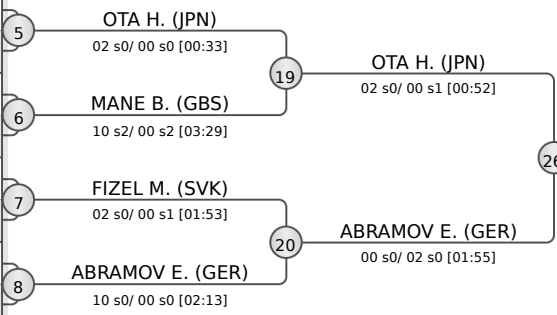 5
OTA H. (JPN)
02 s0/ 00 s0 [00:33]
19
OTA H. (JPN)
02 s0/ 00 s1 [00:52]
6
MANE B. (GBS)
10 s2/ 00 s2 [03:29]
26
7
FIZEL M. (SVK)
02 s0/ 00 s1 [01:53]
20
ABRAMOV E. (GER)
00 s0/ 02 s0 [01:55]
8
ABRAMOV E. (GER)
10 s0/ 00 s0 [02:13]